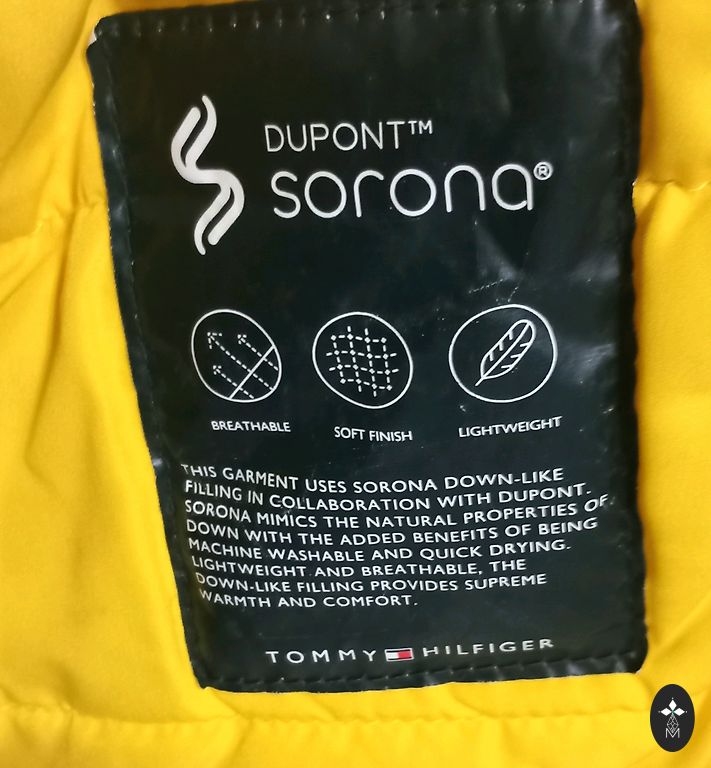 DUPONT™
sorona®
BREATHABLE
SOFT FINISH
LIGHTWEIGHT
THIS GARMENT USES SORONA DOWN-LIKE
FILLING IN COLLABORATION WITH DUPONT.
SORONA MIMICS THE NATURAL PROPERTIES OF
DOWN WITH THE ADDED BENEFITS OF BEING
MACHINE WASHABLE AND QUICK DRYING.
LIGHTWEIGHT AND BREATHABLE, THE
DOWN-LIKE FILLING PROVIDES SUPREME
WARMTH AND COMFORT.
TOMMY HILFIGER
M